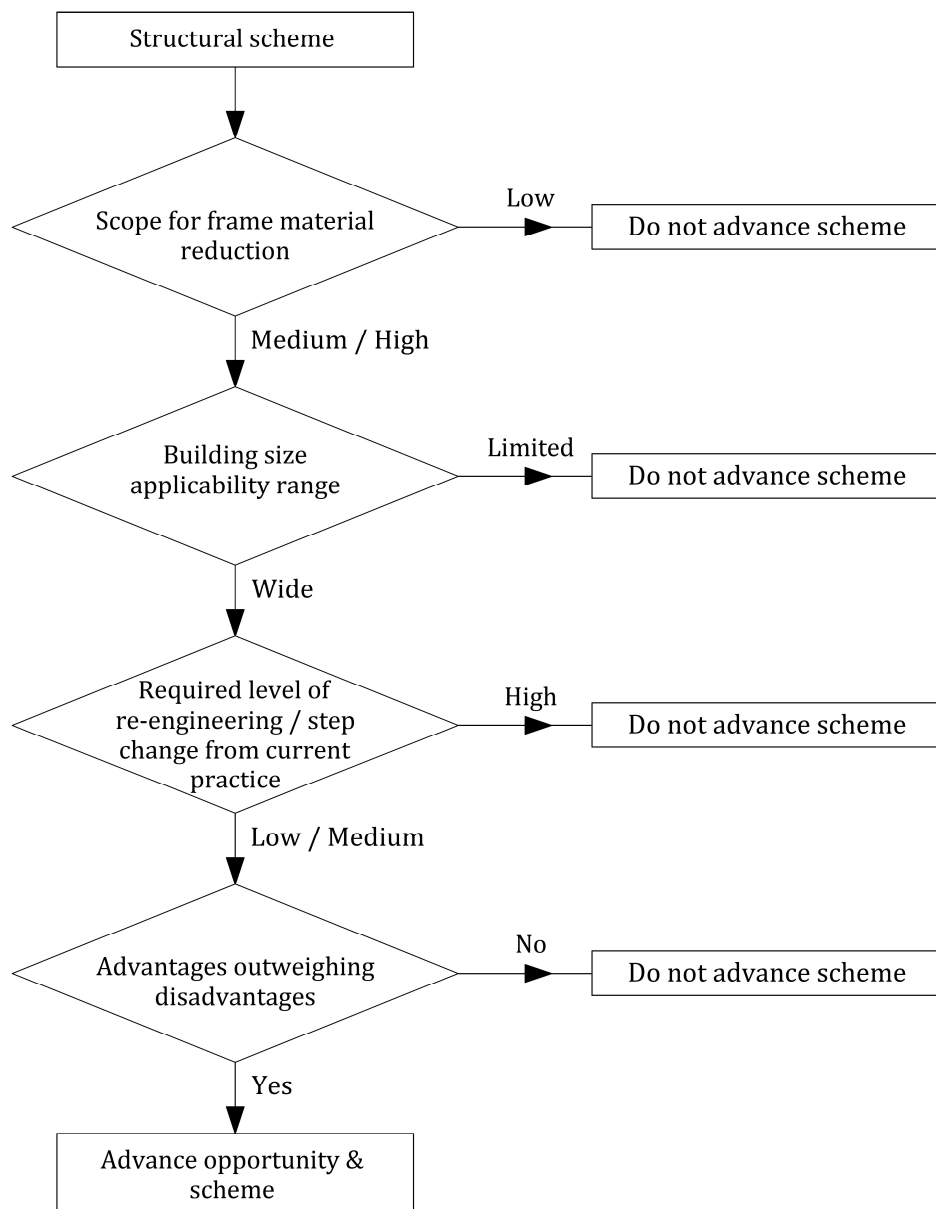 Structural scheme
Scope for frame material
reduction
Low
Do not advance scheme
Medium / High
Building size
applicability range
Limited
Do not advance scheme
Wide
Required level of
re-engineering / step
change from current
practice
High
Do not advance scheme
Low / Medium
Advantages outweighing
disadvantages
No
Do not advance scheme
Yes
Advance opportunity &
scheme